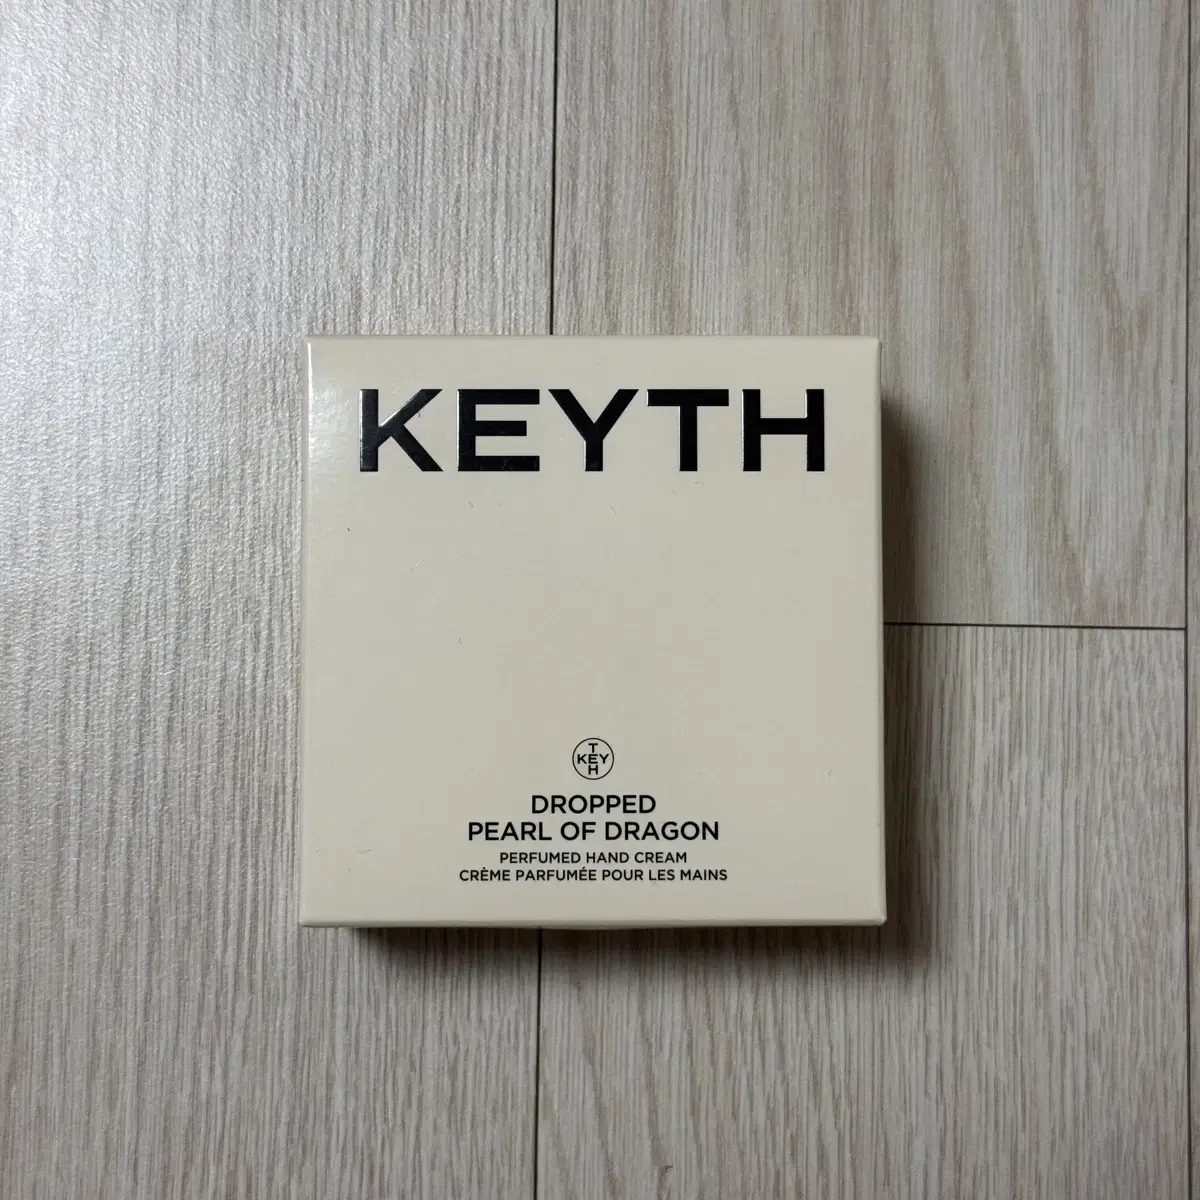 KEYTH
T
KEY
H
DROPPED
PEARL OF DRAGON
PERFUMED HAND CREAM
CRÈME PARFUMÉE POUR LES MAINS